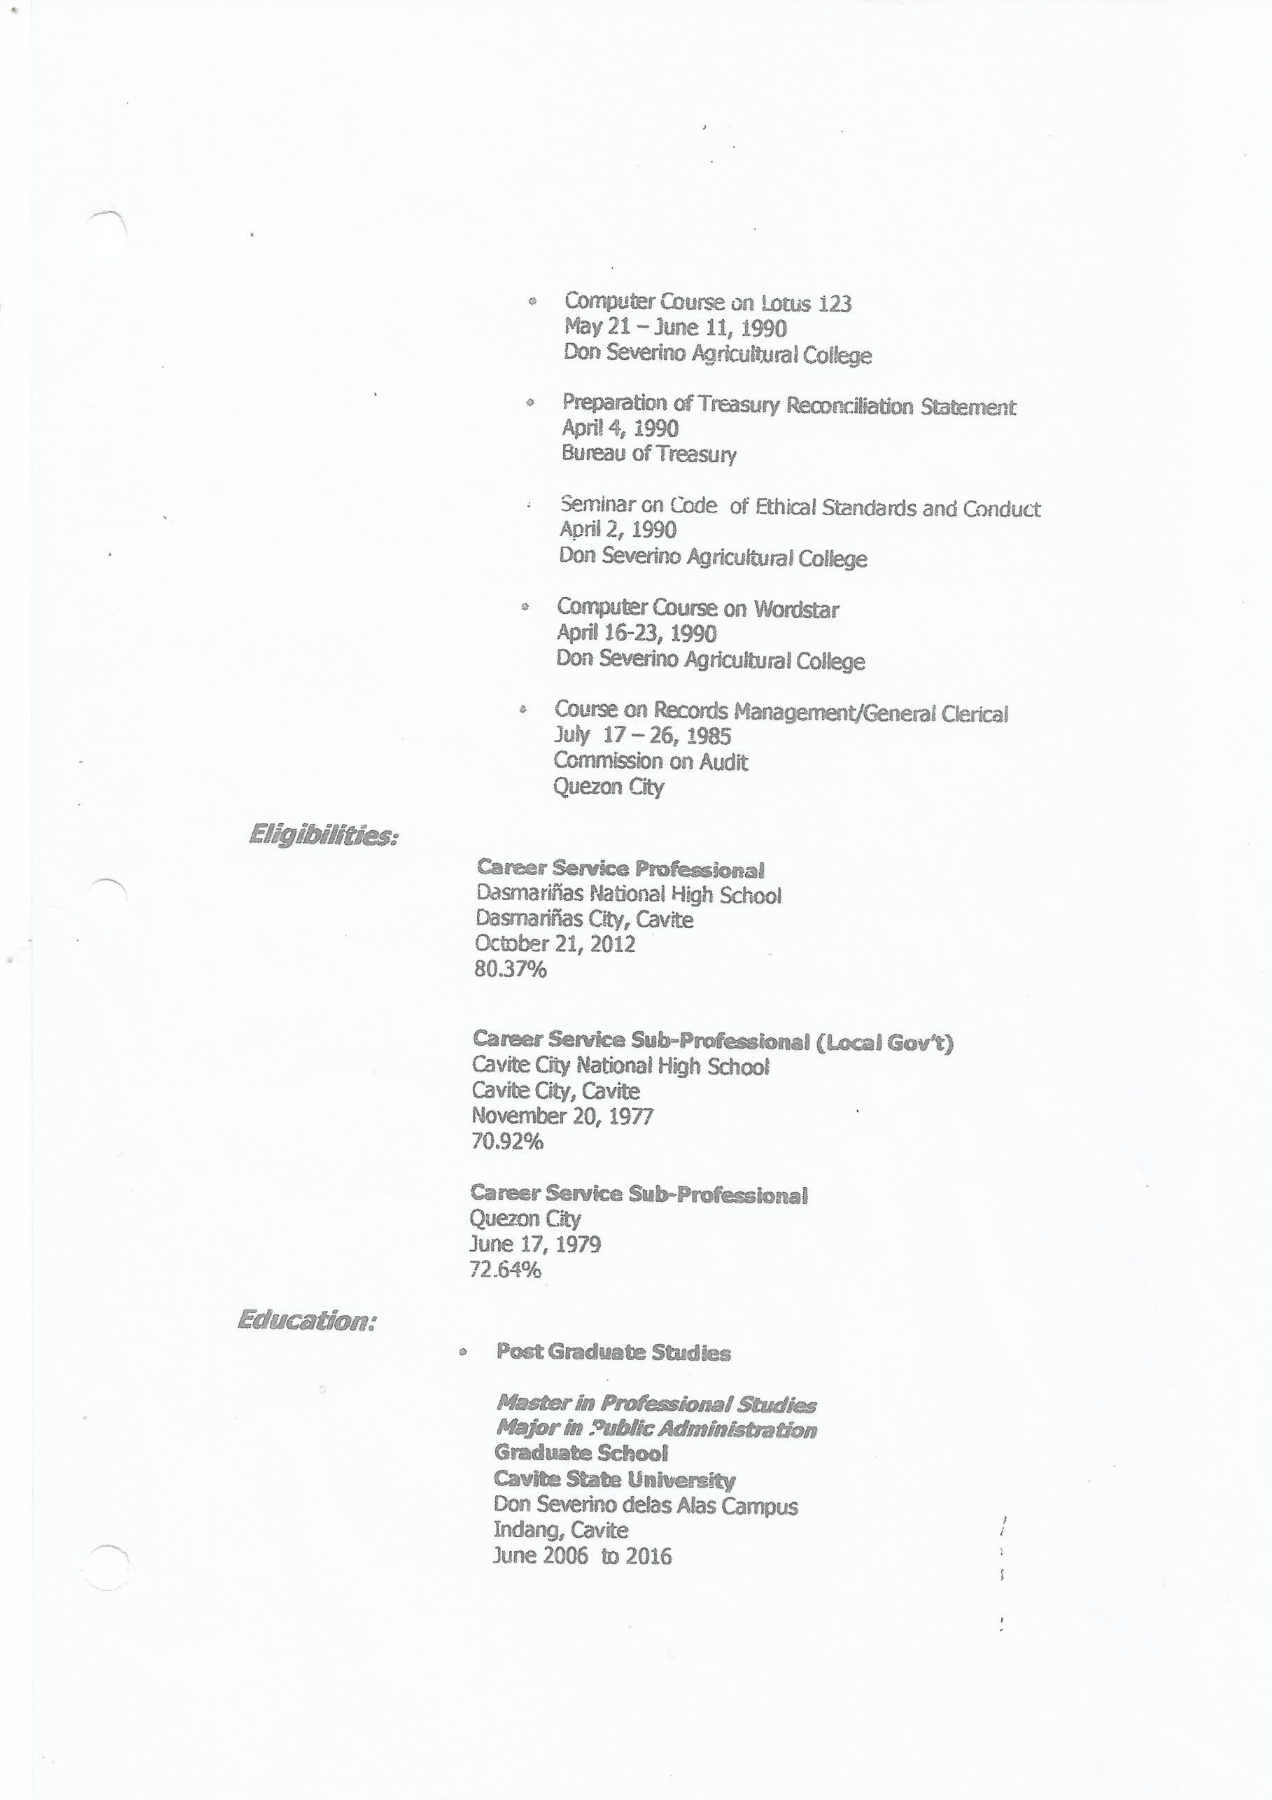 • Computer Course on Lotus 123
May 21 – June 11, 1990
Don Severino Agricultural College
• Preparation of Treasury Reconciliation Statement
April 4, 1990
Bureau of Treasury
• Seminar on Code of Ethical Standards and Conduct
April 2, 1990
Don Severino Agricultural College
• Computer Course on Wordstar
April 16-23, 1990
Don Severino Agricultural College
• Course on Records Management/General Clerical
July 17 – 26, 1985
Commission on Audit
Quezon City
Eligibilities:
Career Service Professional
Dasmariñas National High School
Dasmariñas City, Cavite
October 21, 2012
80.37%
Career Service Sub-Professional (Local Gov't)
Cavite City National High School
Cavite City, Cavite
November 20, 1977
70.92%
Career Service Sub-Professional
Quezon City
June 17, 1979
72.64%
Education:
• Post Graduate Studies
Master in Professional Studies
Major in Public Administration
Graduate School
Cavite State University
Don Severino delas Alas Campus
Indang, Cavite
June 2006 to 2016